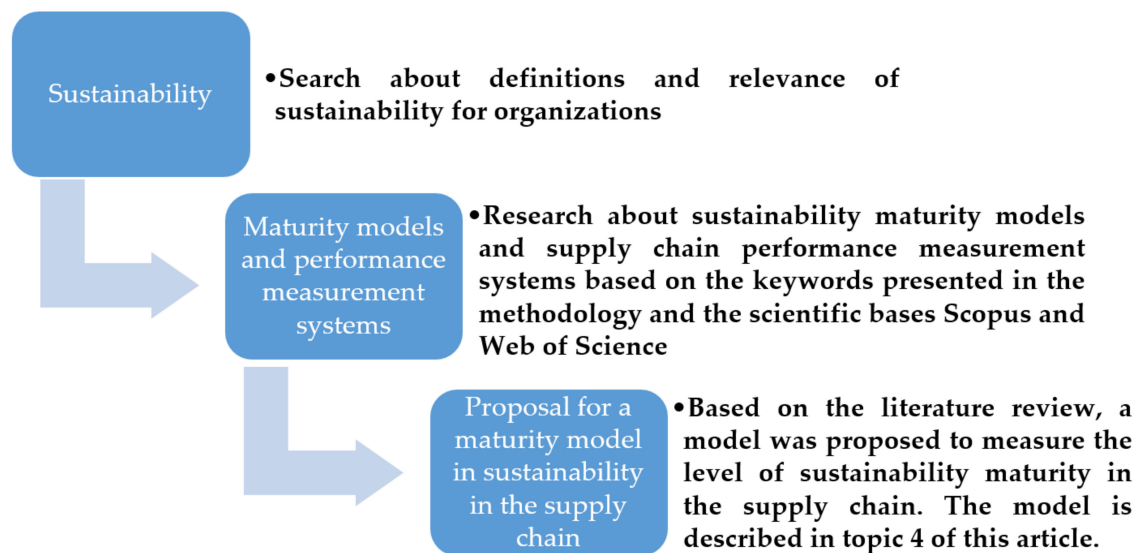 Sustainability
•Search about definitions and relevance of
sustainability for organizations
Maturity models
and performance
measurement
systems
•Research about sustainability maturity models
and supply chain performance measurement
systems based on the keywords presented in the
methodology and the scientific bases Scopus and
Web of Science
Proposal for a
maturity model
in sustainability
in the supply
chain
•Based on the literature review, a
model was proposed to measure the
level of sustainability maturity in
the supply chain. The model is
described in topic 4 of this article.